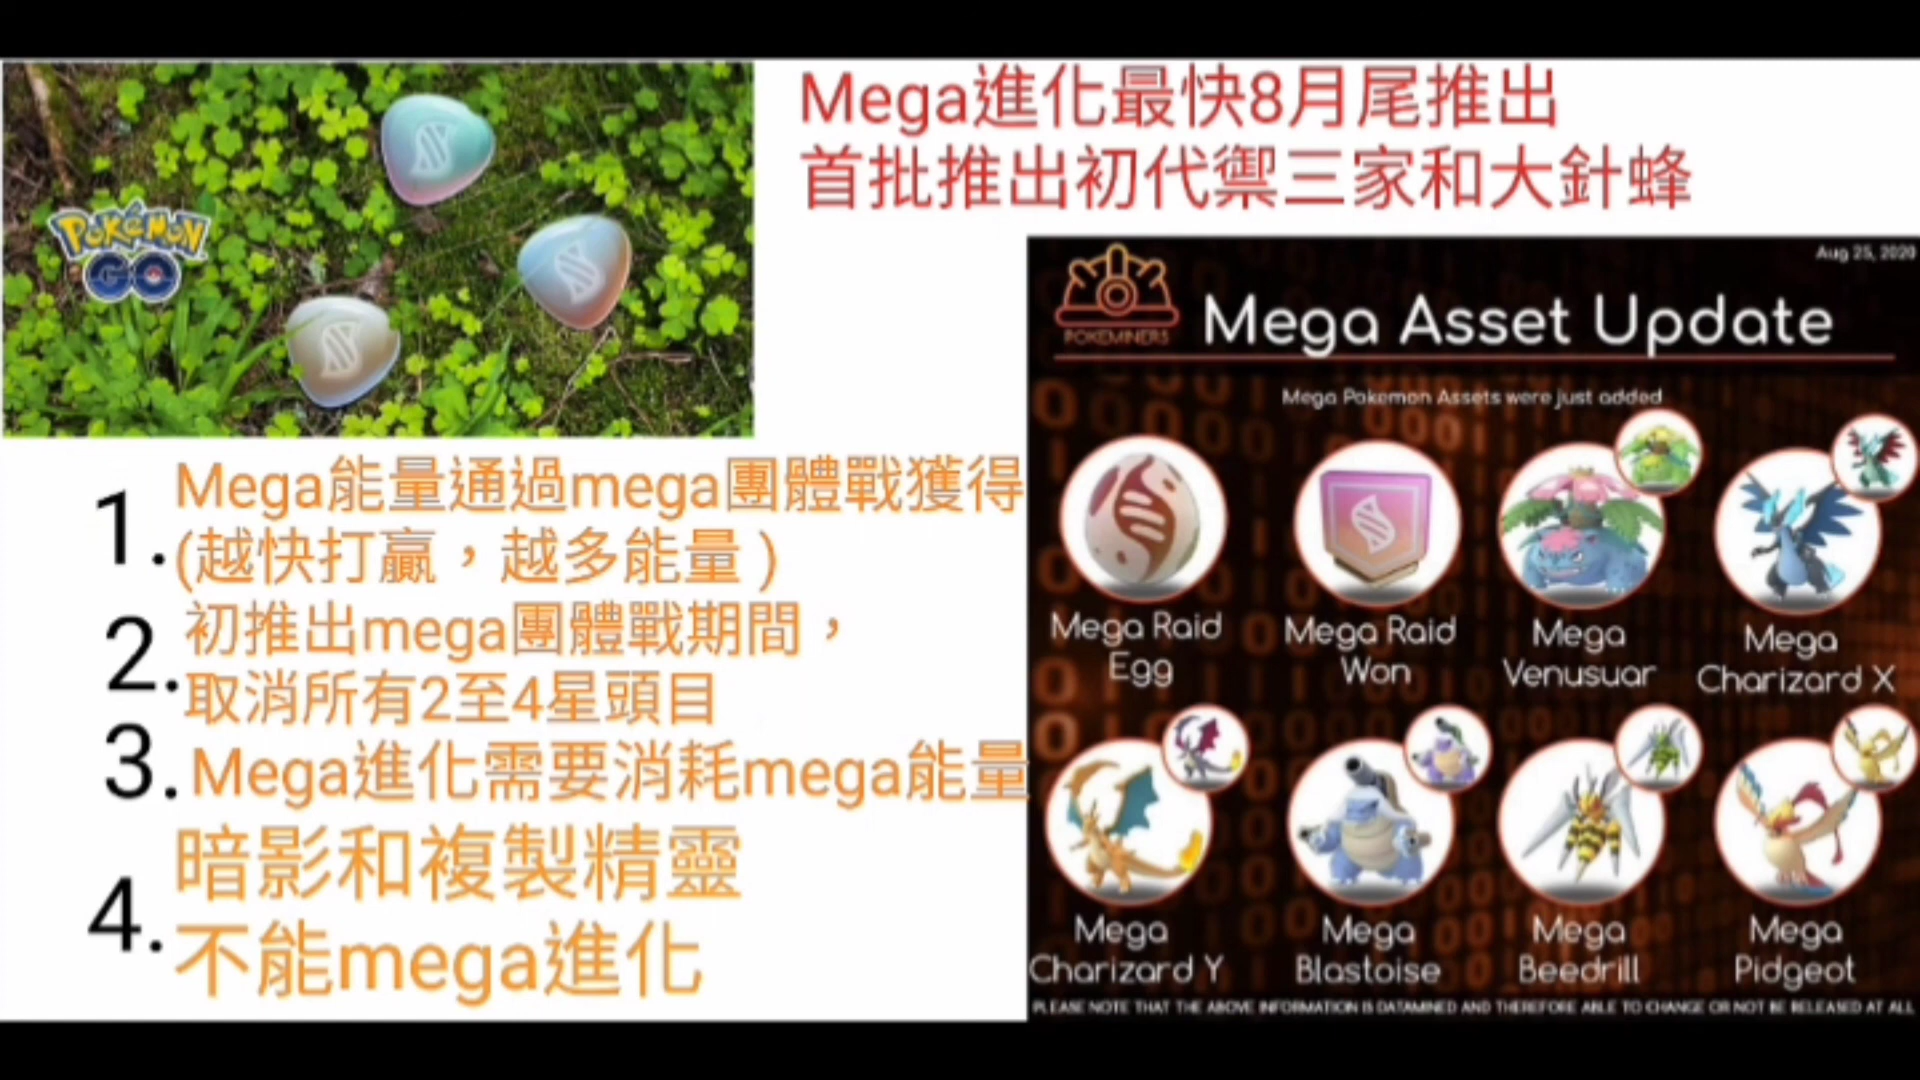 Mega進化最快8月尾推出
首批推出初代禦三家和大針蜂
POKÉMON
GO
1. Mega能量通過mega團體戰獲得
(越快打贏，越多能量)
2. 初推出mega團體戰期間，
取消所有2至4星頭目
3. Mega進化需要消耗mega能量
4. 暗影和複製精靈
不能mega進化
Aug 25, 2020
POKEMINERS
Mega Asset Update
Mega Pokemon Assets were just added
Mega Raid
Egg
Mega Raid
Won
Mega
Venusuar
Mega
Charizard X
Mega
Charizard Y
Mega
Blastoise
Mega
Beedrill
Mega
Pidgeot
PLEASE NOTE THAT THE ABOVE INFORMATION IS DATAMINED AND THEREFORE ABLE TO CHANGE OR NOT BE RELEASED AT ALL